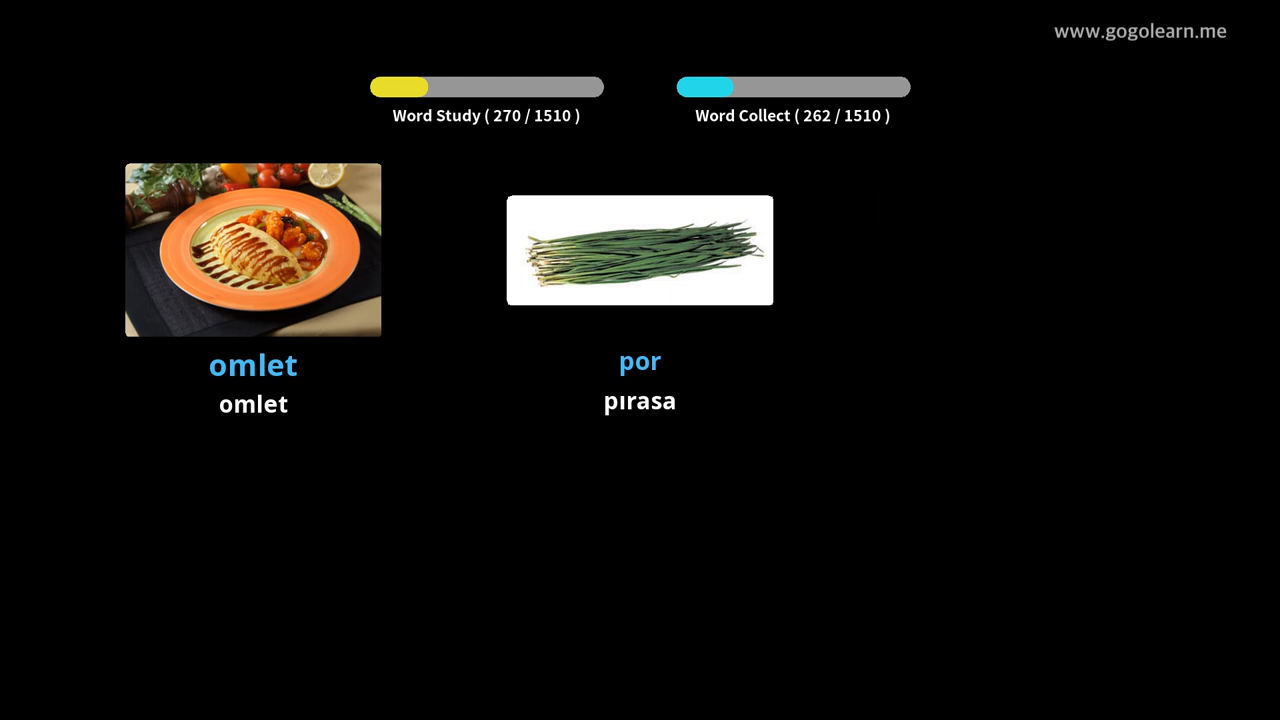 www.gogolearn.me
Word Study ( 270 / 1510 )
Word Collect ( 262 / 1510 )
omlet
omlet
por
pırasa